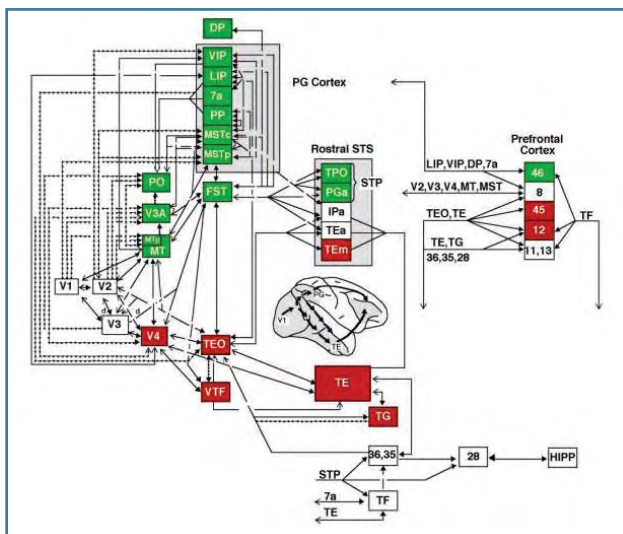 DP
VIP
LIP
7a
PP
MSTc
MSTp
PG Cortex
Rostral STS
TPO
PGa
IPa
TEa
TEm
STP
PO
V3A
MTp
MT
FST
V1
V2
V3
d
d
V4
TEO
VTF
V1
PG
TE
TE
TG
Prefrontal
Cortex
LIP,VIP,DP,7a
V2,V3,V4,MT,MST
TEO,TE
TE,TG
36,35,28
46
8
45
12
11,13
TF
36,35
28
HIPP
STP
TF
7a
TE